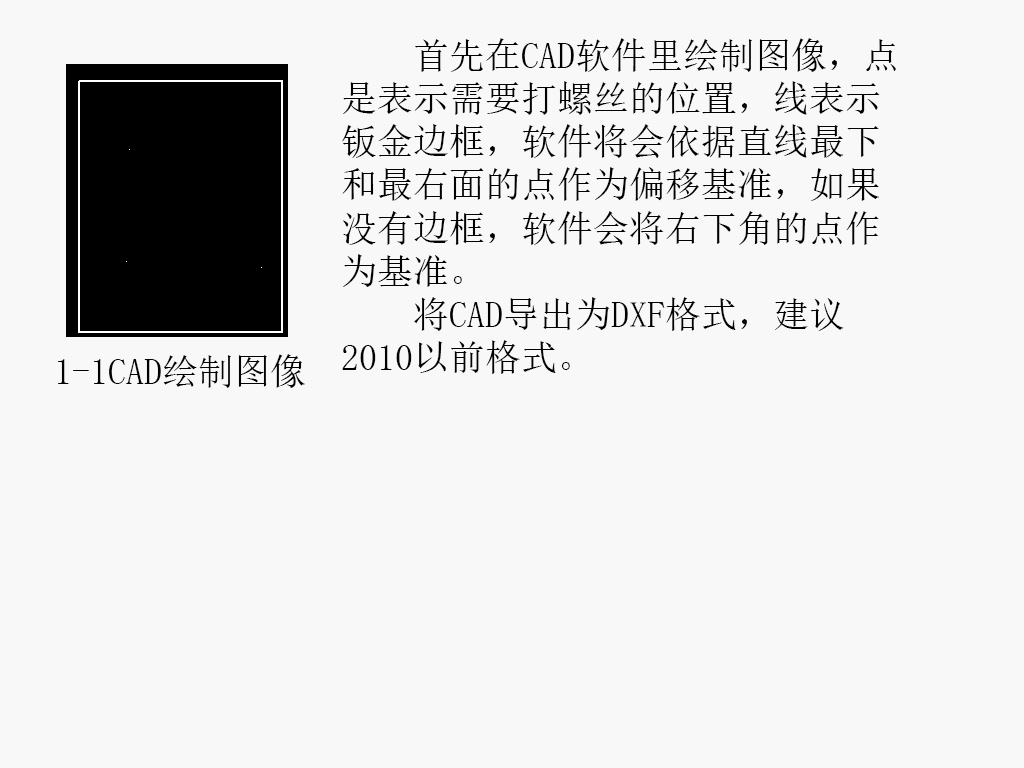 首先在CAD软件里绘制图像，点
是表示需要打螺丝的位置，线表示
钣金边框，软件将会依据直线最下
和最右面的点作为偏移基准，如果
没有边框，软件会将右下角的点作
为基准。
将CAD导出为DXF格式，建议
2010以前格式。
1-1CAD绘制图像